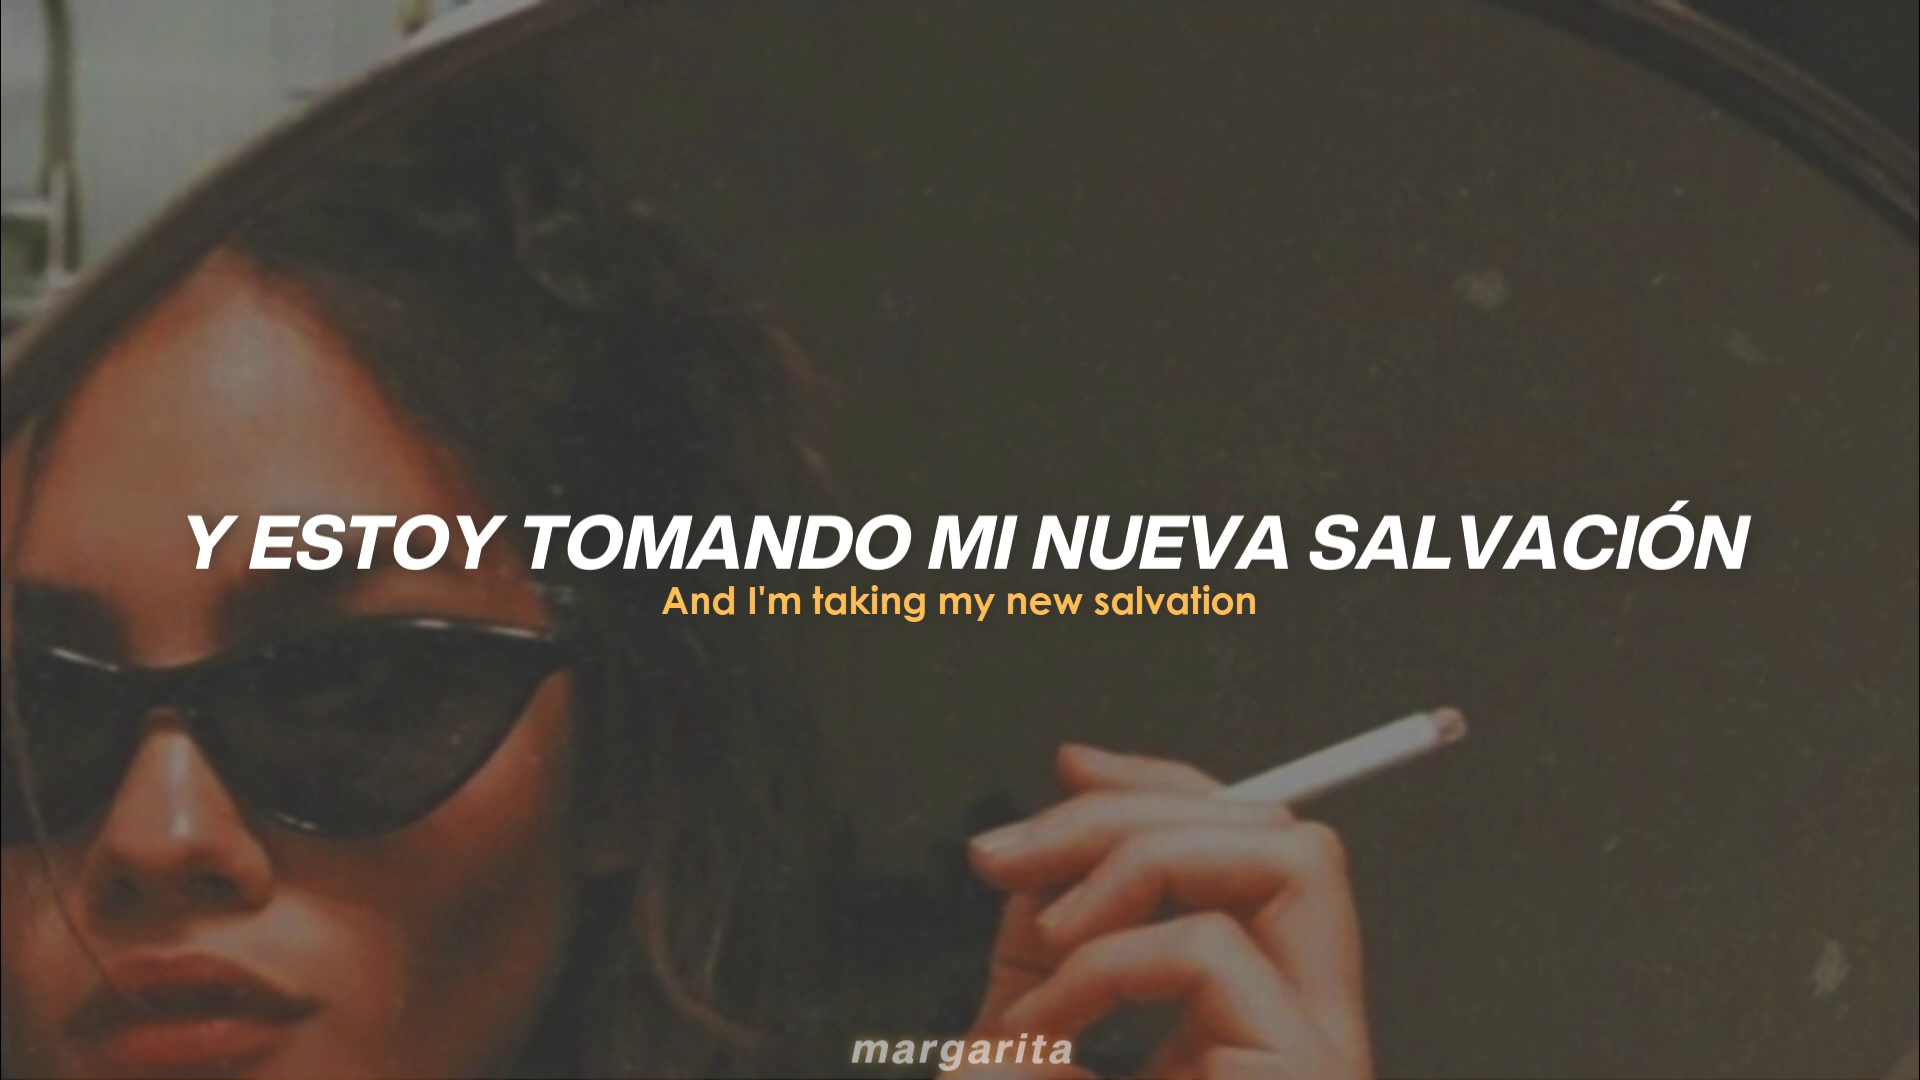 Y ESTOY TOMANDO MI NUEVA SALVACIÓN
And I'm taking my new salvation
margarita